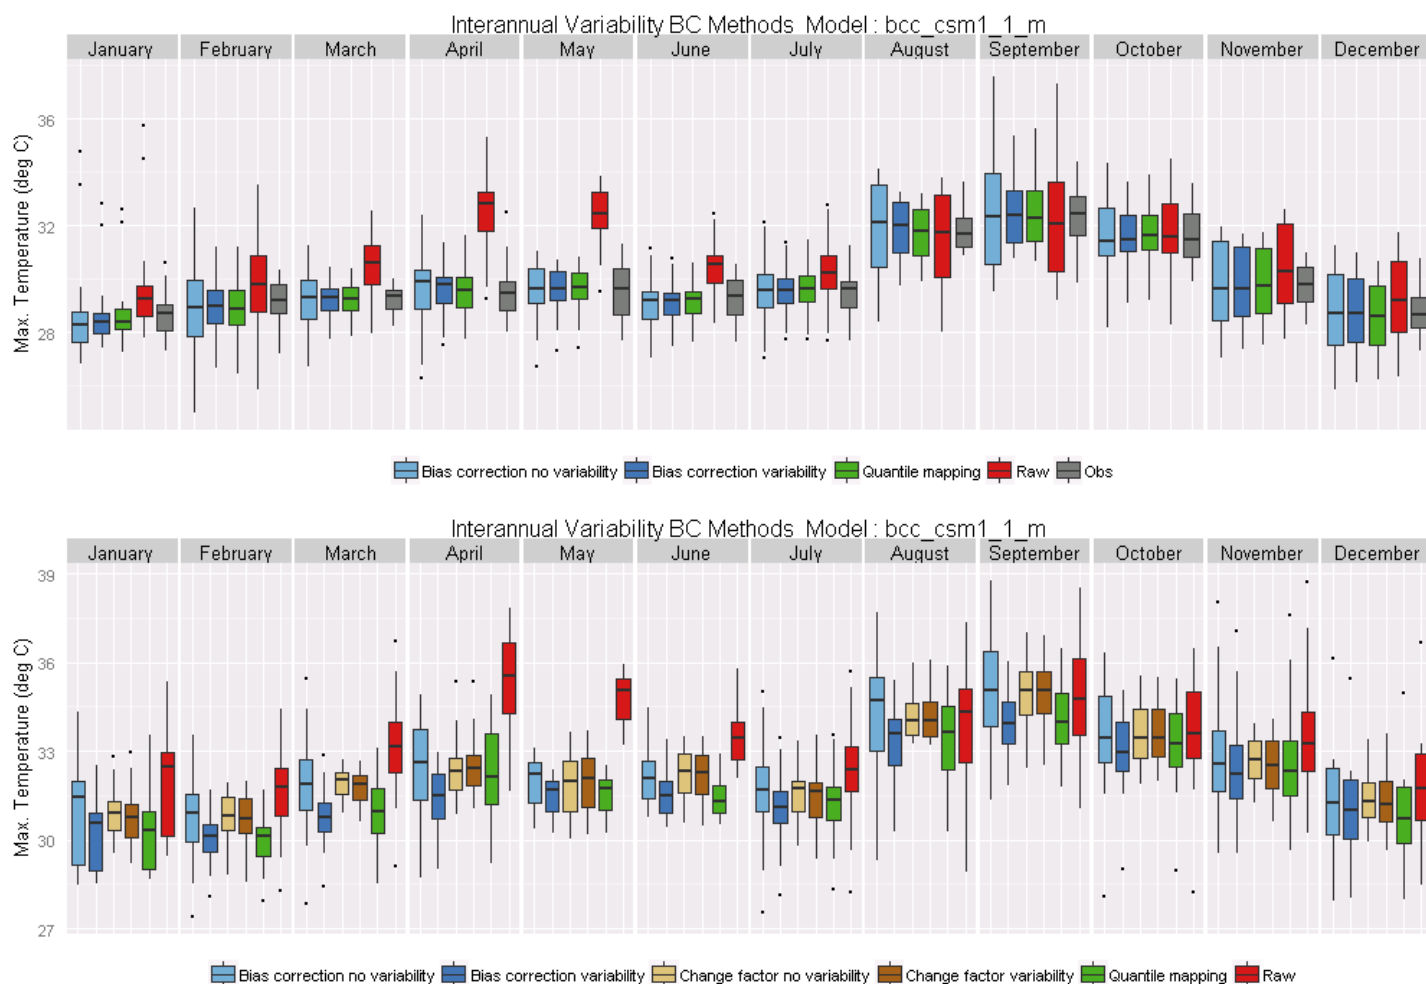 Interannual Variability BC Methods Model : bcc_csm1_1_m
January February March April May June July August September October November December
Max. Temperature (deg C)
36
32
28
Bias correction no variability Bias correction variability Quantile mapping Raw Obs
Interannual Variability BC Methods Model : bcc_csm1_1_m
January February March April May June July August September October November December
Max. Temperature (deg C)
39
36
33
30
27
Bias correction no variability Bias correction variability Change factor no variability Change factor variability Quantile mapping Raw